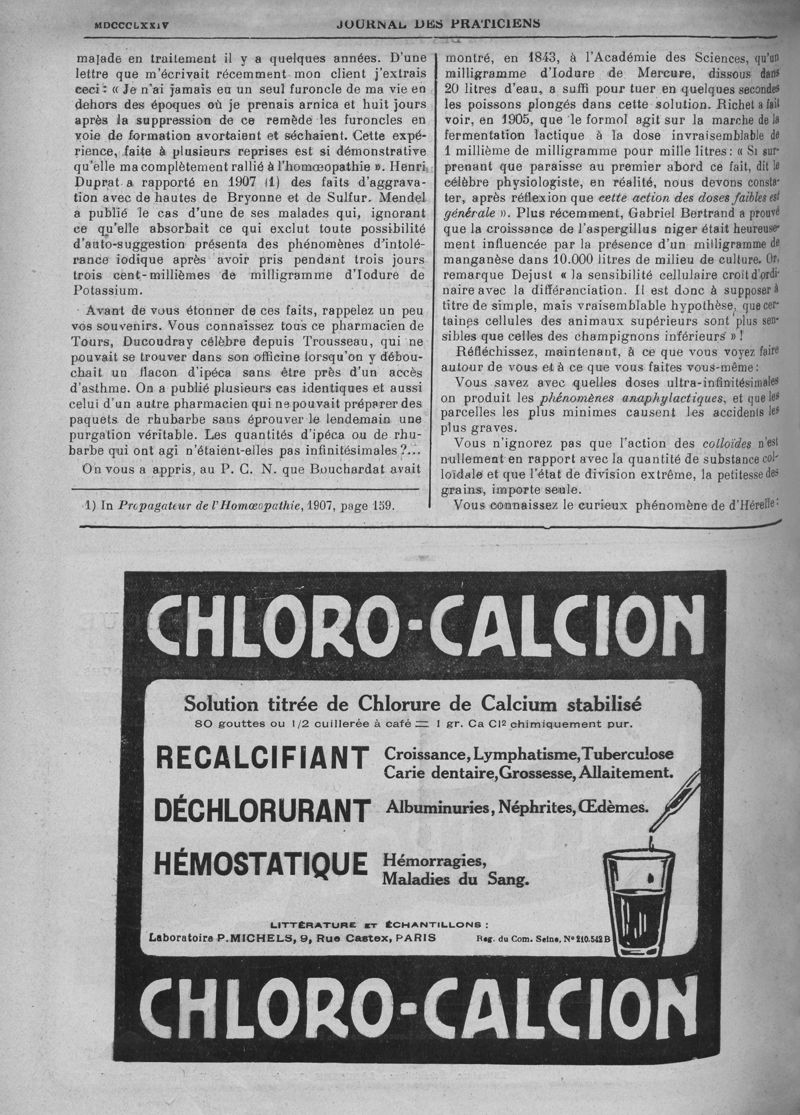 MDCCCLXXIV
JOURNAL DES PRATICIENS
malade en traitement il y a quelques années. D'une
lettre que m'écrivait récemment mon client j'extrais
ceci : « Je n'ai jamais eu un seul furoncle de ma vie en
dehors des époques où je prenais arnica et huit jours
après la suppression de ce remède les furoncles en
voie de formation avortaient et séchaient. Cette expé-
rience, faite à plusieurs reprises est si démonstrative
qu'elle ma complètement rallié à l'homœopathie ». Henri
Duprat a rapporté en 1907 (1) des faits d'aggrava-
tion avec de hautes de Bryonne et de Sulfur. Mendel
a publié le cas d'une de ses malades qui, ignorant
ce qu'elle absorbait ce qui exclut toute possibilité
d'auto-suggestion présenta des phénomènes d'intolé-
rance iodique après avoir pris pendant trois jours
trois cent-millièmes de milligramme d'Iodure de
Potassium.
Avant de vous étonner de ces faits, rappelez un peu
vos souvenirs. Vous connaissez tous ce pharmacien de
Tours, Ducoudray célèbre depuis Trousseau, qui ne
pouvait se trouver dans son officine lorsqu'on y débou-
chait un flacon d'ipéca sans être près d'un accès
d'asthme. On a publié plusieurs cas identiques et aussi
celui d'un autre pharmacien qui ne pouvait préparer des
paquets de rhubarbe sans éprouver le lendemain une
purgation véritable. Les quantités d'ipéca ou de rhu-
barbe qui ont agi n'étaient-elles pas infinitésimales ?...
On vous a appris, au P. C. N. que Bouchardat avait
1) In Propagateur de l'Homœopathie, 1907, page 159.
montré, en 1843, à l'Académie des Sciences, qu'un
milligramme d'Iodure de Mercure, dissous dans
20 litres d'eau, a suffi pour tuer en quelques secondes
les poissons plongés dans cette solution. Richet a fait
voir, en 1905, que le formol agit sur la marche de la
fermentation lactique à la dose invraisemblable de
1 millième de milligramme pour mille litres : « Si sur-
prenant que paraisse au premier abord ce fait, dit le
célèbre physiologiste, en réalité, nous devons consta-
ter, après réflexion que cette action des doses faibles est
générale ». Plus récemment, Gabriel Bertrand a prouvé
que la croissance de l'aspergillus niger était heureuse-
ment influencée par la présence d'un milligramme de
manganèse dans 10.000 litres de milieu de culture. Or,
remarque Dejust « la sensibilité cellulaire croit d'ordi-
naire avec la différenciation. Il est donc à supposer à
titre de simple, mais vraisemblable hypothèse, que cer-
taines cellules des animaux supérieurs sont plus sen-
sibles que celles des champignons inférieurs » !
Réfléchissez, maintenant, à ce que vous voyez faire
autour de vous et à ce que vous faites vous-même :
Vous savez avec quelles doses ultra-infinitésimales
on produit les phénomènes anaphylactiques, et que les
parcelles les plus minimes causent les accidents les
plus graves.
Vous n'ignorez pas que l'action des colloïdes n'est
nullement en rapport avec la quantité de substance col-
loïdale et que l'état de division extrême, la petitesse des
grains, importe seule.
Vous connaissez le curieux phénomène de d'Hérelle :
CHLORO-CALCION
Solution titrée de Chlorure de Calcium stabilisé
80 gouttes ou 1/2 cuillerée à café = 1 gr. Ca Cl² chimiquement pur.
RECALCIFIANT Croissance, Lymphatisme, Tuberculose
Carie dentaire, Grossesse, Allaitement.
DÉCHLORURANT Albuminuries, Néphrites, Œdèmes.
HÉMOSTATIQUE Hémorragies,
Maladies du Sang.
LITTÉRATURE ET ÉCHANTILLONS :
Laboratoire P. MICHELS, 9, Rue Castex, PARIS Reg. du Com. Seine, N° 210.542 B
CHLORO-CALCION